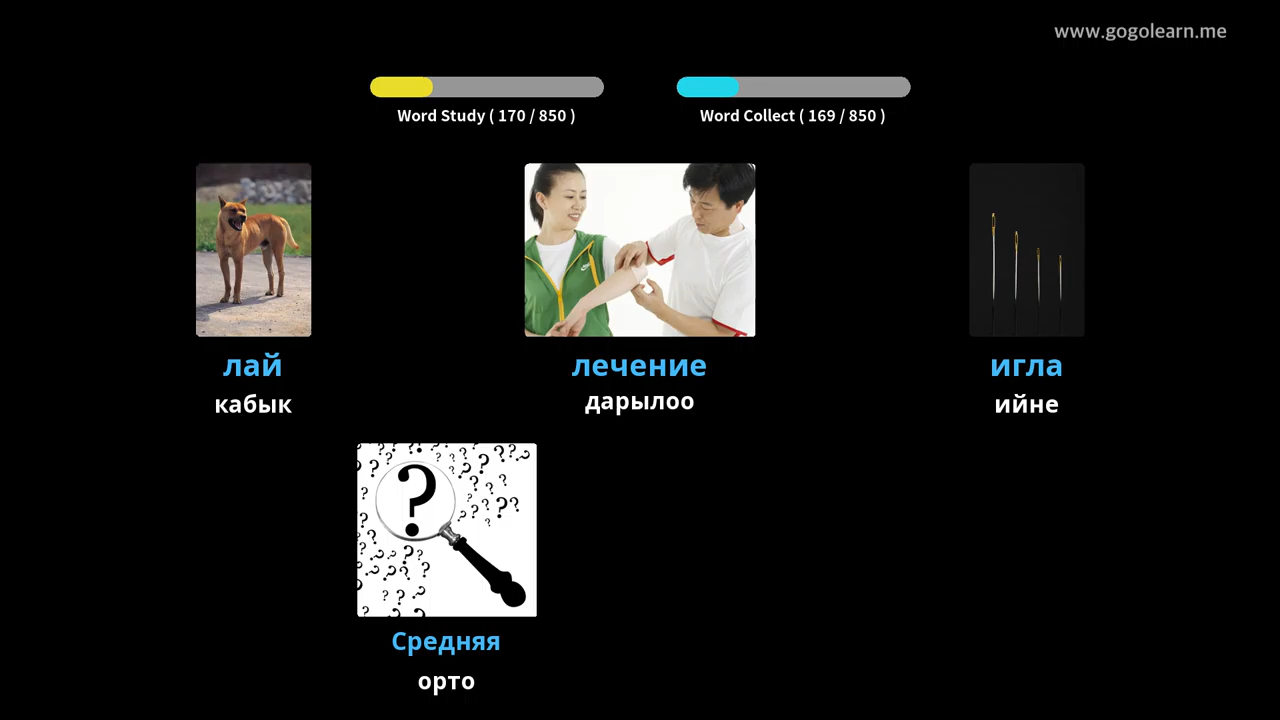 www.gogolearn.me
Word Study ( 170 / 850 )
Word Collect ( 169 / 850 )
лай
кабык
лечение
дарылоо
игла
ийне
Средняя
орто